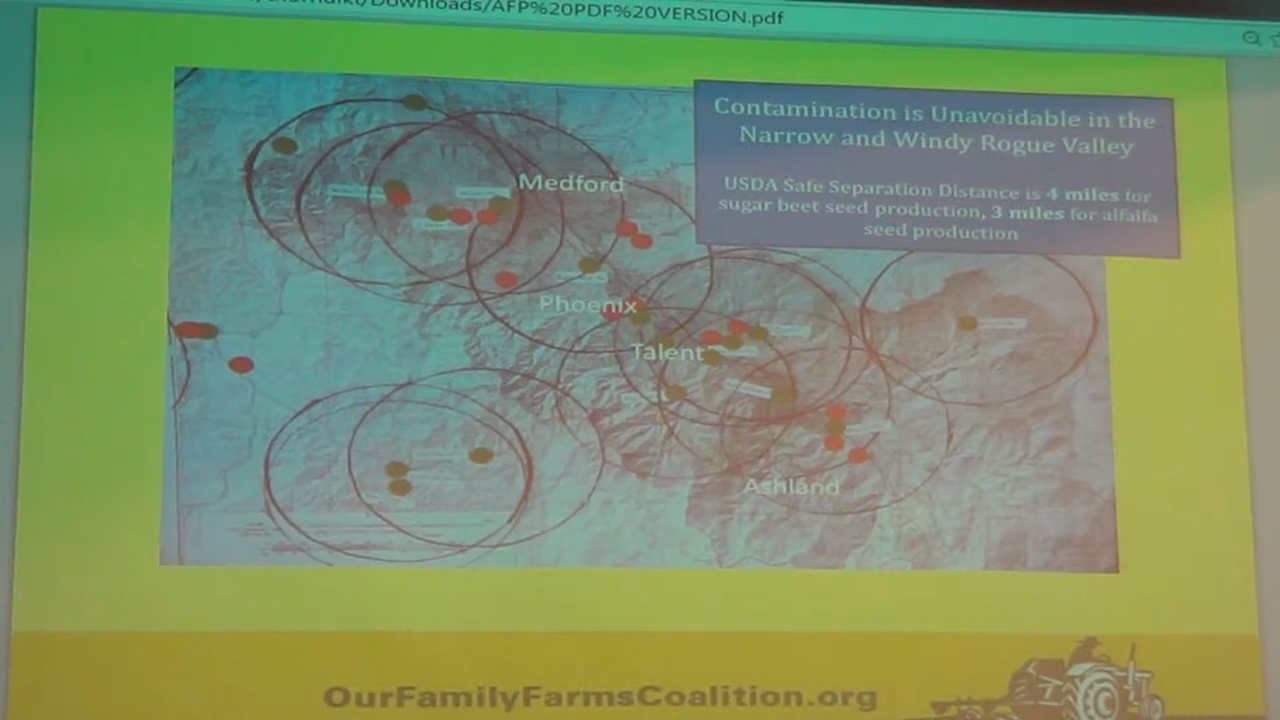 /Downloads/AFP%20PDF%20VERSION.pdf
Contamination is Unavoidable in the
Narrow and Windy Rogue Valley
USDA Safe Separation Distance is 4 miles for
sugar beet seed production, 3 miles for alfalfa
seed production
Medford
Phoenix
Talent
Ashland
OurFamilyFarmsCoalition.org